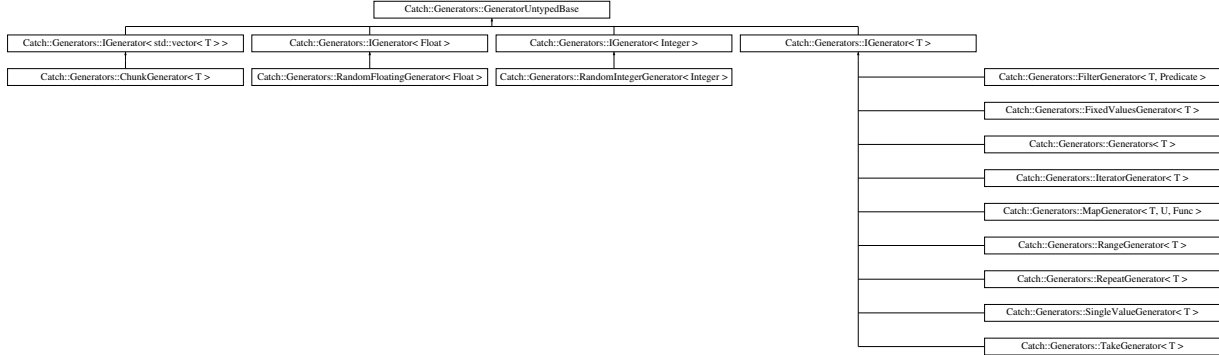 Catch::Generators::GeneratorUntypedBase
Catch::Generators::IGenerator< std::vector< T > >
Catch::Generators::IGenerator< Float >
Catch::Generators::IGenerator< Integer >
Catch::Generators::IGenerator< T >
Catch::Generators::ChunkGenerator< T >
Catch::Generators::RandomFloatingGenerator< Float >
Catch::Generators::RandomIntegerGenerator< Integer >
Catch::Generators::FilterGenerator< T, Predicate >
Catch::Generators::FixedValuesGenerator< T >
Catch::Generators::Generators< T >
Catch::Generators::IteratorGenerator< T >
Catch::Generators::MapGenerator< T, U, Func >
Catch::Generators::RangeGenerator< T >
Catch::Generators::RepeatGenerator< T >
Catch::Generators::SingleValueGenerator< T >
Catch::Generators::TakeGenerator< T >